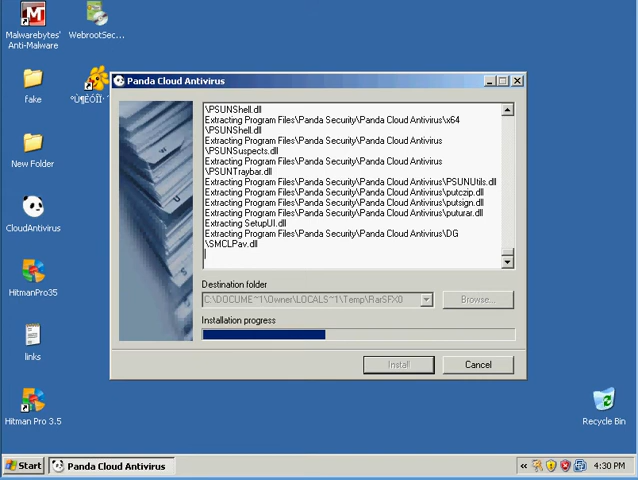 Malwarebytes'
Anti-Malware
WebrootSec...
fake
New Folder
CloudAntivirus
HitmanPro35
links
Hitman Pro 3.5
Panda Cloud Antivirus
\PSUNShell.dll
Extracting Program Files\Panda Security\Panda Cloud Antivirus\x64
\PSUNShell.dll
Extracting Program Files\Panda Security\Panda Cloud Antivirus
\PSUNSuspects.dll
Extracting Program Files\Panda Security\Panda Cloud Antivirus
\PSUNTraybar.dll
Extracting Program Files\Panda Security\Panda Cloud Antivirus\PSUNUtils.dll
Extracting Program Files\Panda Security\Panda Cloud Antivirus\putczip.dll
Extracting Program Files\Panda Security\Panda Cloud Antivirus\putsign.dll
Extracting Program Files\Panda Security\Panda Cloud Antivirus\puturar.dll
Extracting SetupUI.dll
Extracting Program Files\Panda Security\Panda Cloud Antivirus\DG
\SMCLPav.dll
Destination folder
C:\DOCUME~1\Owner\LOCALS~1\Temp\RarSFX0
Browse...
Installation progress
Install
Cancel
Recycle Bin
Start
Panda Cloud Antivirus
«
4:30 PM